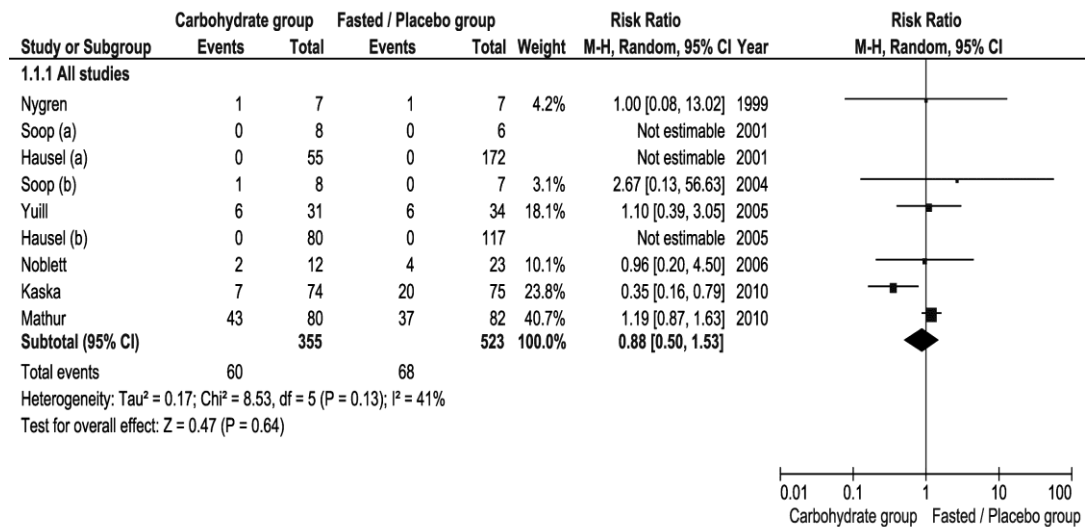 Carbohydrate group Fasted / Placebo group Risk Ratio Risk Ratio
Study or Subgroup Events Total Events Total Weight M-H, Random, 95% CI Year M-H, Random, 95% CI
1.1.1 All studies
Nygren 1 7 1 7 4.2% 1.00 [0.08, 13.02] 1999
Soop (a) 0 8 0 6 Not estimable 2001
Hausel (a) 0 55 0 172 Not estimable 2001
Soop (b) 1 8 0 7 3.1% 2.67 [0.13, 56.63] 2004
Yuill 6 31 6 34 18.1% 1.10 [0.39, 3.05] 2005
Hausel (b) 0 80 0 117 Not estimable 2005
Noblett 2 12 4 23 10.1% 0.96 [0.20, 4.50] 2006
Kaska 7 74 20 75 23.8% 0.35 [0.16, 0.79] 2010
Mathur 43 80 37 82 40.7% 1.19 [0.87, 1.63] 2010
Subtotal (95% CI) 355 523 100.0% 0.88 [0.50, 1.53]
Total events 60 68
Heterogeneity: Tau² = 0.17; Chi² = 8.53, df = 5 (P = 0.13); I² = 41%
Test for overall effect: Z = 0.47 (P = 0.64)
0.01 0.1 1 10 100
Carbohydrate group Fasted / Placebo group